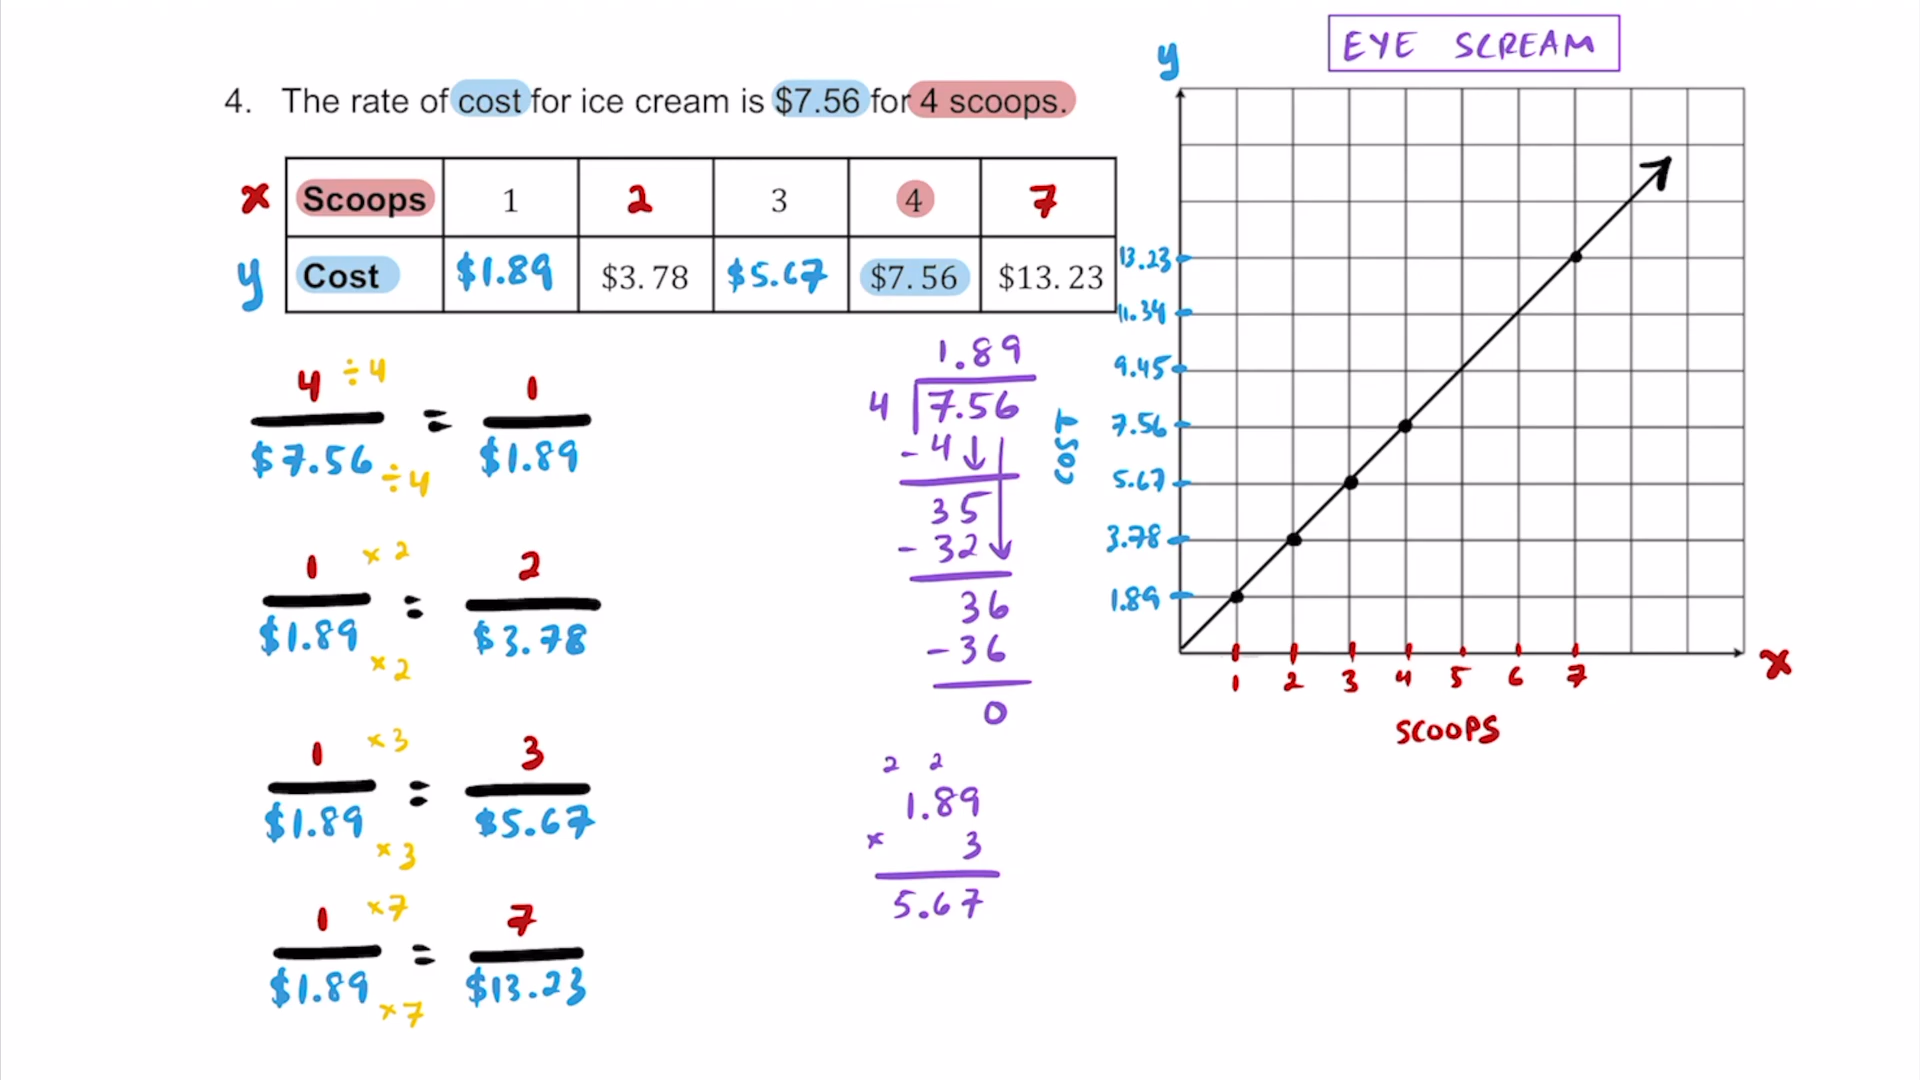 EYE SCREAM
4. The rate of cost for ice cream is $7.56 for 4 scoops.
x Scoops 1 2 3 4 7
y Cost $1.89 $3.78 $5.67 $7.56 $13.23
4 ÷4 = 1
$7.56 ÷4 $1.89
1 ×2 = 2
$1.89 ×2 $3.78
1 ×3 = 3
$1.89 ×3 $5.67
1 ×7 = 7
$1.89 ×7 $13.23
1.89
4 7.56
-4
35
-32
36
-36
0
2 2
1.89
× 3
5.67
y
13.23
11.34
9.45
7.56
5.67
3.78
1.89
COST
1 2 3 4 5 6 7
x
SCOOPS